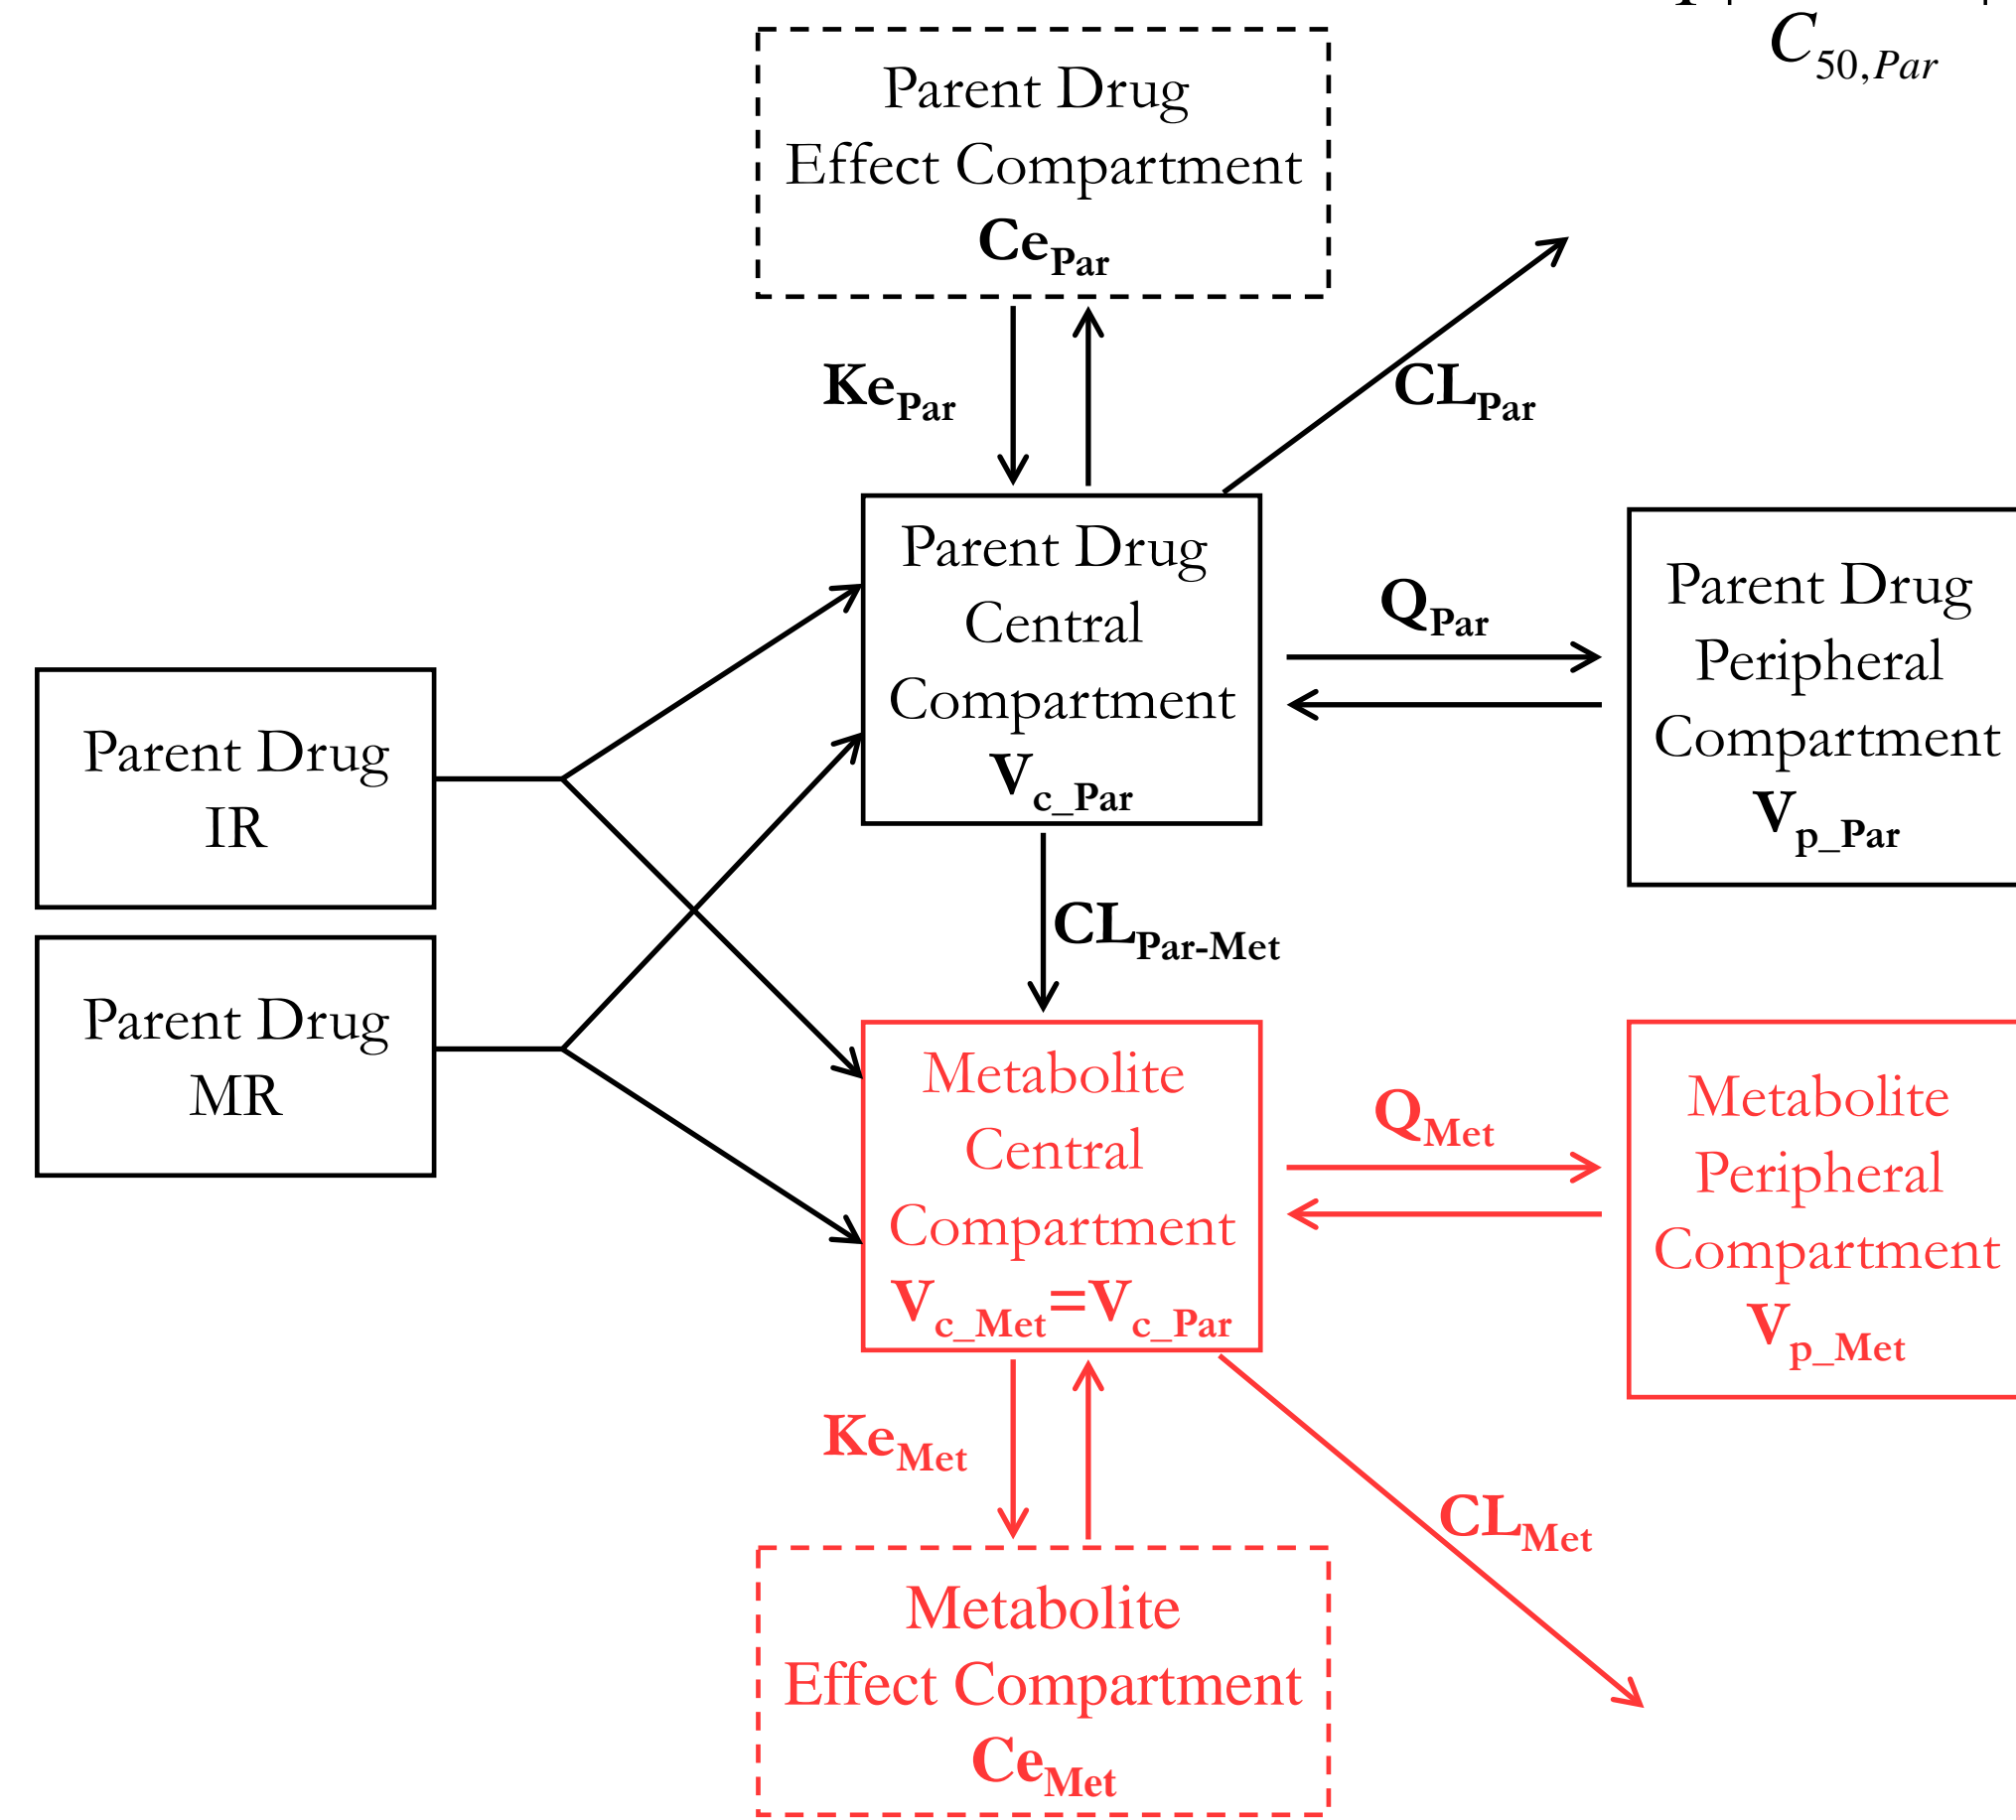 C50,Par
Parent Drug
Effect Compartment
CePar
KePar
CLPar
Parent Drug
Central
Compartment
Vc_Par
QPar
Parent Drug
Peripheral
Compartment
Vp_Par
Parent Drug
IR
Parent Drug
MR
CLPar-Met
Metabolite
Central
Compartment
Vc_Met=Vc_Par
QMet
Metabolite
Peripheral
Compartment
Vp_Met
KeMet
CLMet
Metabolite
Effect Compartment
CeMet